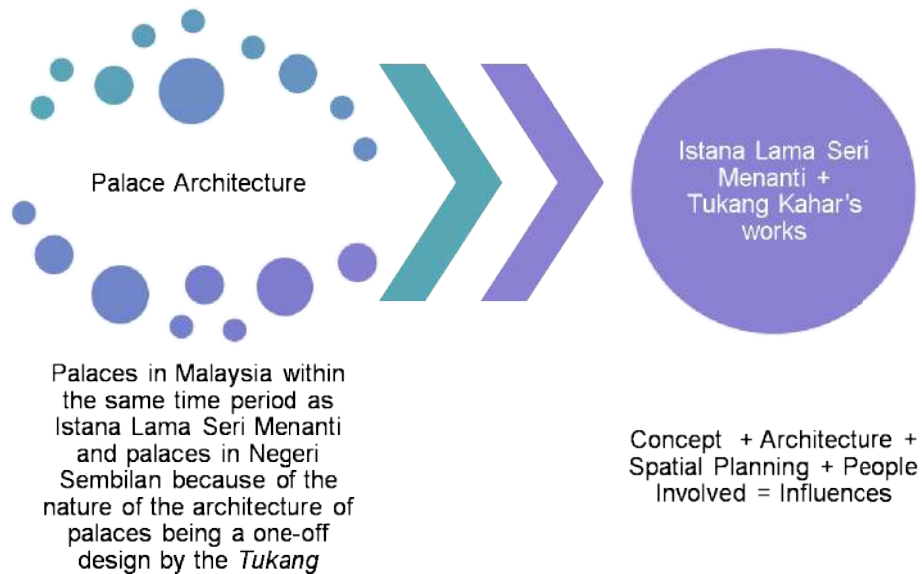 Palace Architecture
Palaces in Malaysia within
the same time period as
Istana Lama Seri Menanti
and palaces in Negeri
Sembilan because of the
nature of the architecture of
palaces being a one-off
design by the Tukang
Istana Lama Seri
Menanti +
Tukang Kahar's
works
Concept + Architecture +
Spatial Planning + People
Involved = Influences